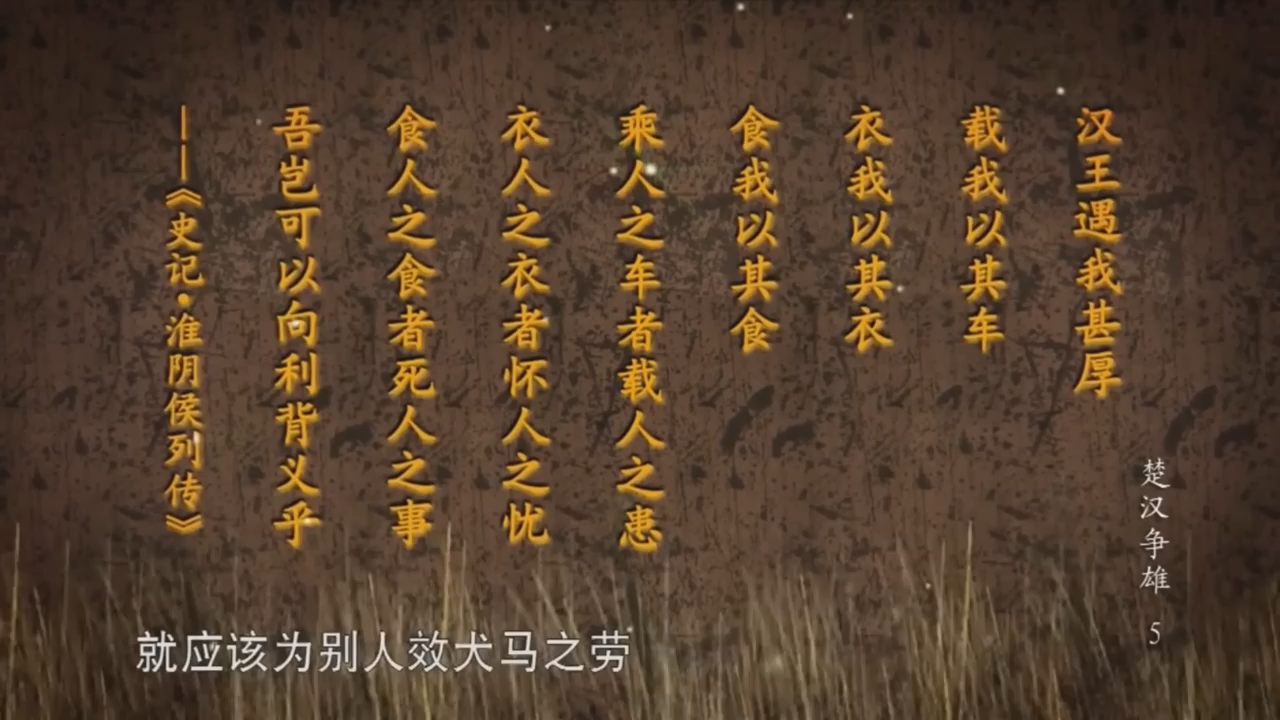 汉王遇我甚厚
载我以其车
衣我以其衣
食我以其食
乘人之车者载人之患
衣人之衣者怀人之忧
食人之食者死人之事
吾岂可以向利背义乎
——《史记·淮阴侯列传》
楚汉争雄 5
就应该为别人效犬马之劳